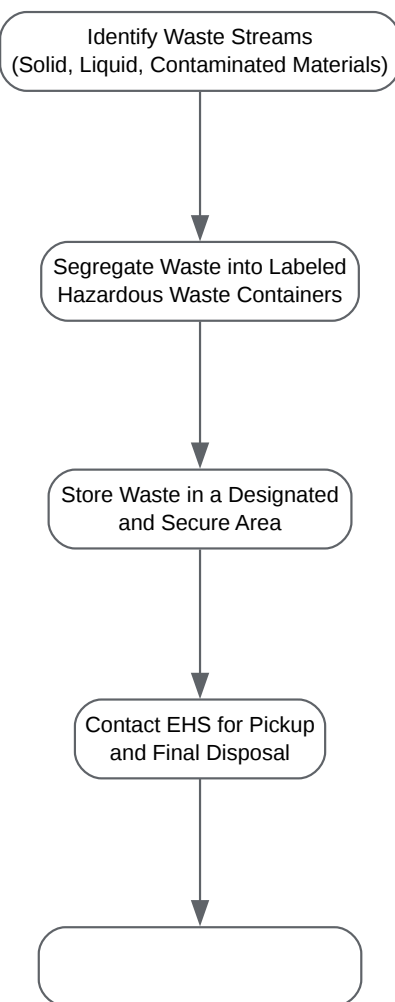 Identify Waste Streams
(Solid, Liquid, Contaminated Materials)
Segregate Waste into Labeled
Hazardous Waste Containers
Store Waste in a Designated
and Secure Area
Contact EHS for Pickup
and Final Disposal